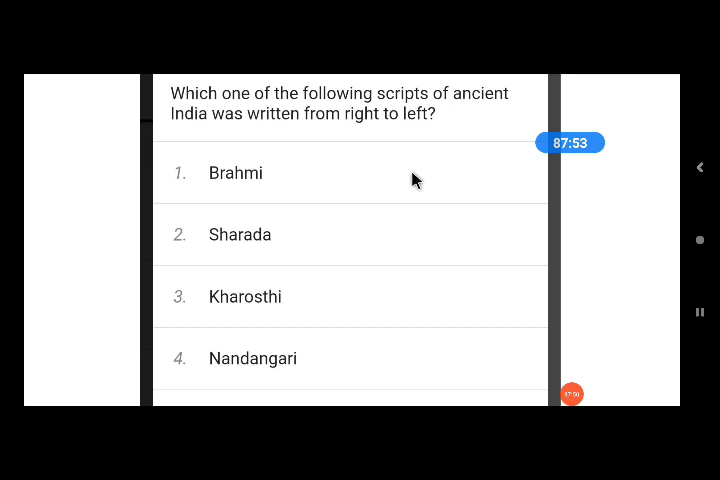 Which one of the following scripts of ancient
India was written from right to left?
87:53
1. Brahmi
2. Sharada
3. Kharosthi
4. Nandangari